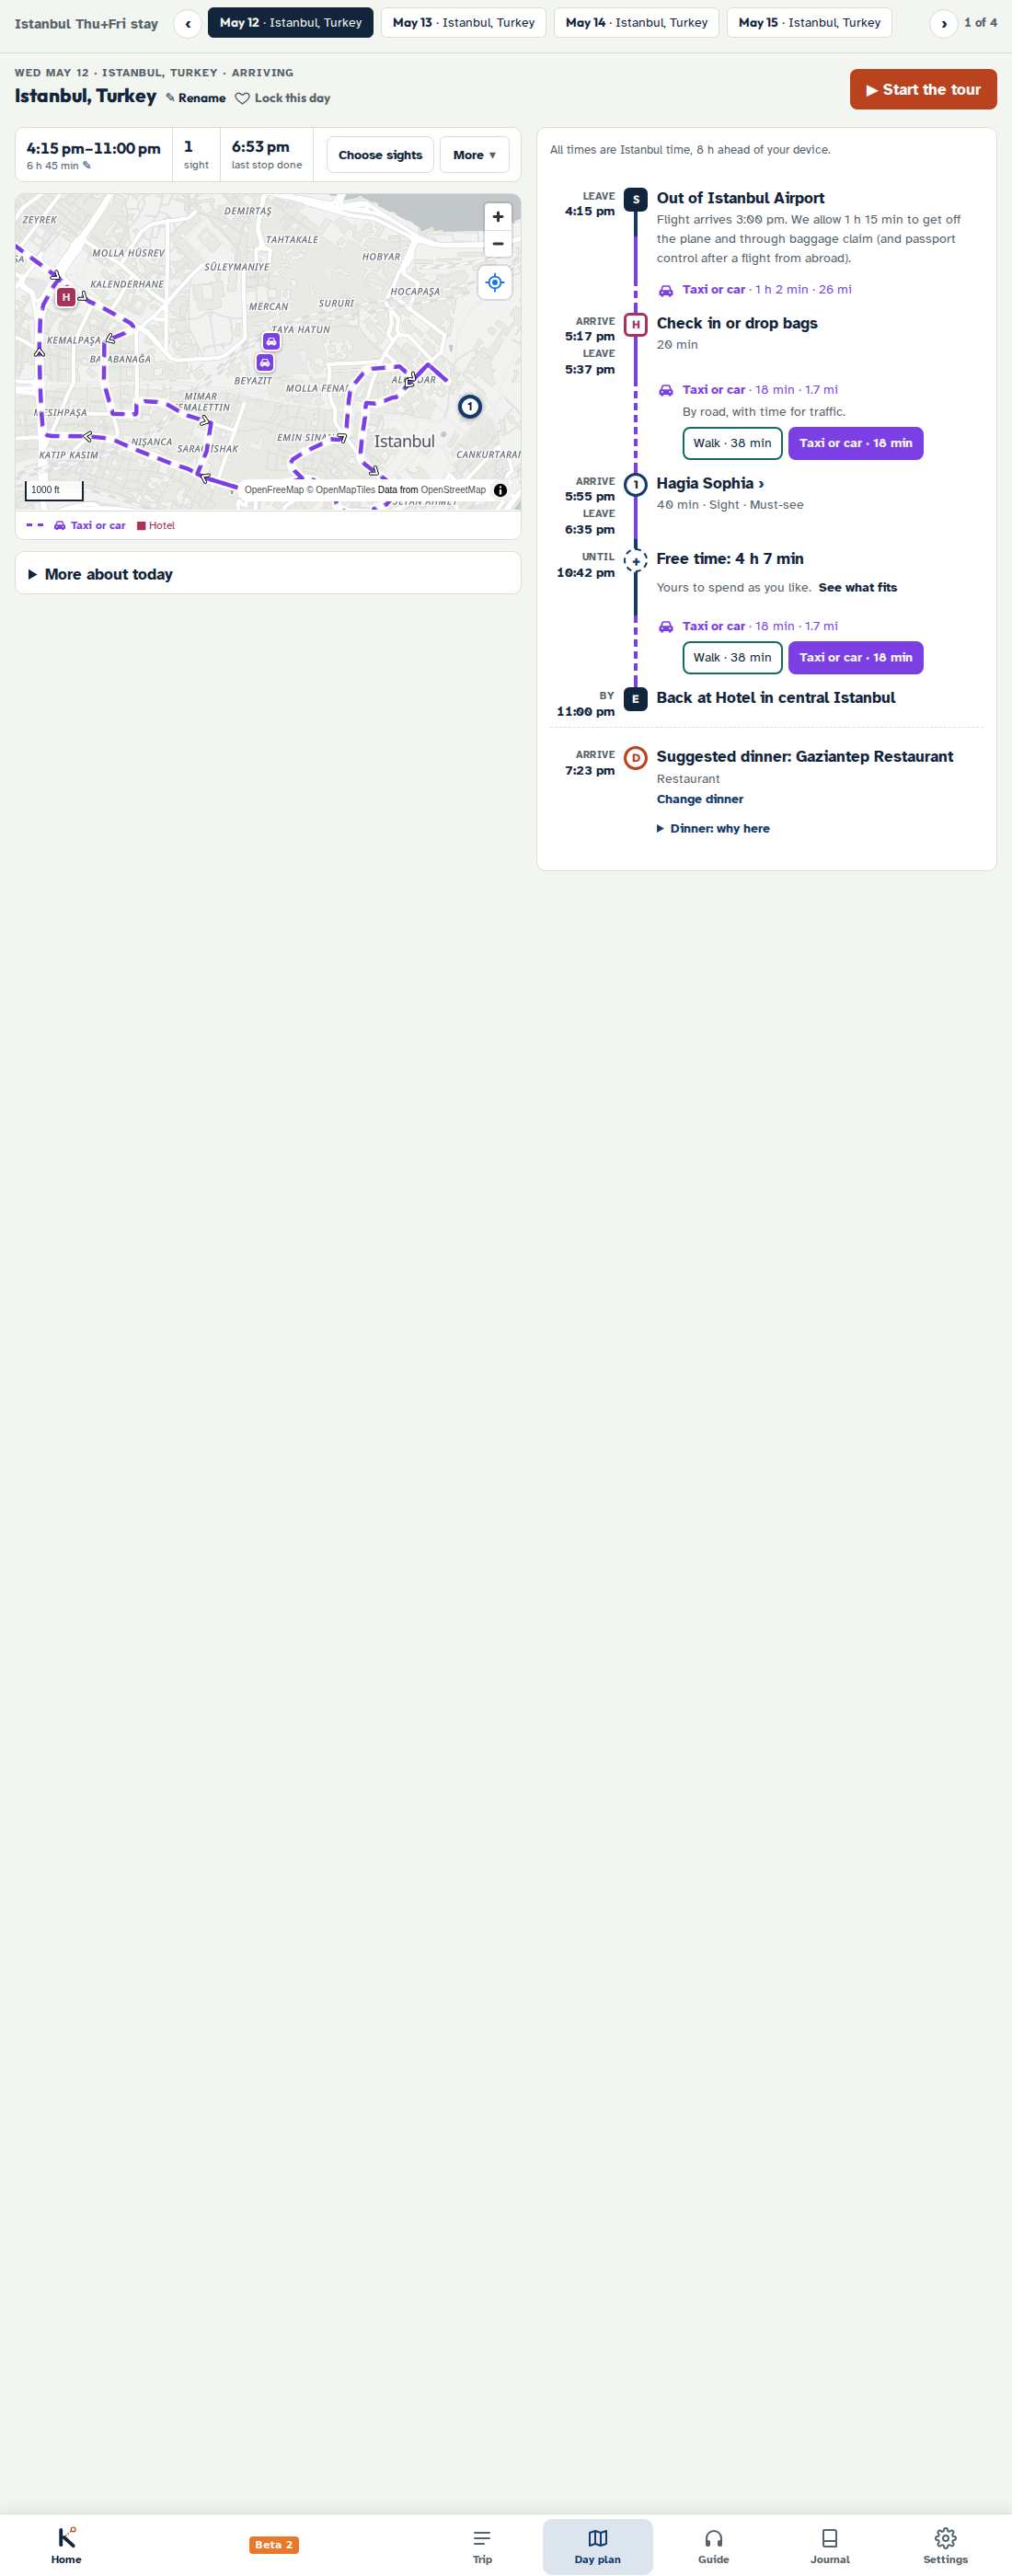 Istanbul Thu+Fri stay
‹
May 12 · Istanbul, Turkey
May 13 · Istanbul, Turkey
May 14 · Istanbul, Turkey
May 15 · Istanbul, Turkey
›
1 of 4
WED MAY 12 · ISTANBUL, TURKEY · ARRIVING
Istanbul, Turkey ✎ Rename ♡ Lock this day
▶ Start the tour
4:15 pm–11:00 pm
6 h 45 min ✎
1
sight
6:53 pm
last stop done
Choose sights
More ▾
ZEYREK
DEMIRTAŞ
TAHTAKALE
MOLLA HÜSREV
HOBYAR
SÜLEYMANIYE
KALENDERHANE
HOCAPAŞA
H
MERCAN
SURURI
TAYA HATUN
KEMALPAŞA
BEYAZIT
MOLLA FENARI
MIMAR
1
NIŞANCA
EMIN SINAN
Istanbul
KATIP KASIM
CANKURTARAN
1000 ft
OpenFreeMap © OpenMapTiles Data from OpenStreetMap
Taxi or car
Hotel
▶ More about today
All times are Istanbul time, 8 h ahead of your device.
LEAVE
4:15 pm
S
Out of Istanbul Airport
Flight arrives 3:00 pm. We allow 1 h 15 min to get off
the plane and through baggage claim (and passport
control after a flight from abroad).
Taxi or car · 1 h 2 min · 26 mi
ARRIVE
5:17 pm
LEAVE
5:37 pm
H
Check in or drop bags
20 min
Taxi or car · 18 min · 1.7 mi
By road, with time for traffic.
Walk · 38 min
Taxi or car · 18 min
ARRIVE
5:55 pm
LEAVE
6:35 pm
1
Hagia Sophia ›
40 min · Sight · Must-see
UNTIL
10:42 pm
+
Free time: 4 h 7 min
Yours to spend as you like. See what fits
Taxi or car · 18 min · 1.7 mi
Walk · 38 min
Taxi or car · 18 min
BY
11:00 pm
E
Back at Hotel in central Istanbul
ARRIVE
7:23 pm
D
Suggested dinner: Gaziantep Restaurant
Restaurant
Change dinner
▶ Dinner: why here
Home
Beta 2
Trip
Day plan
Guide
Journal
Settings